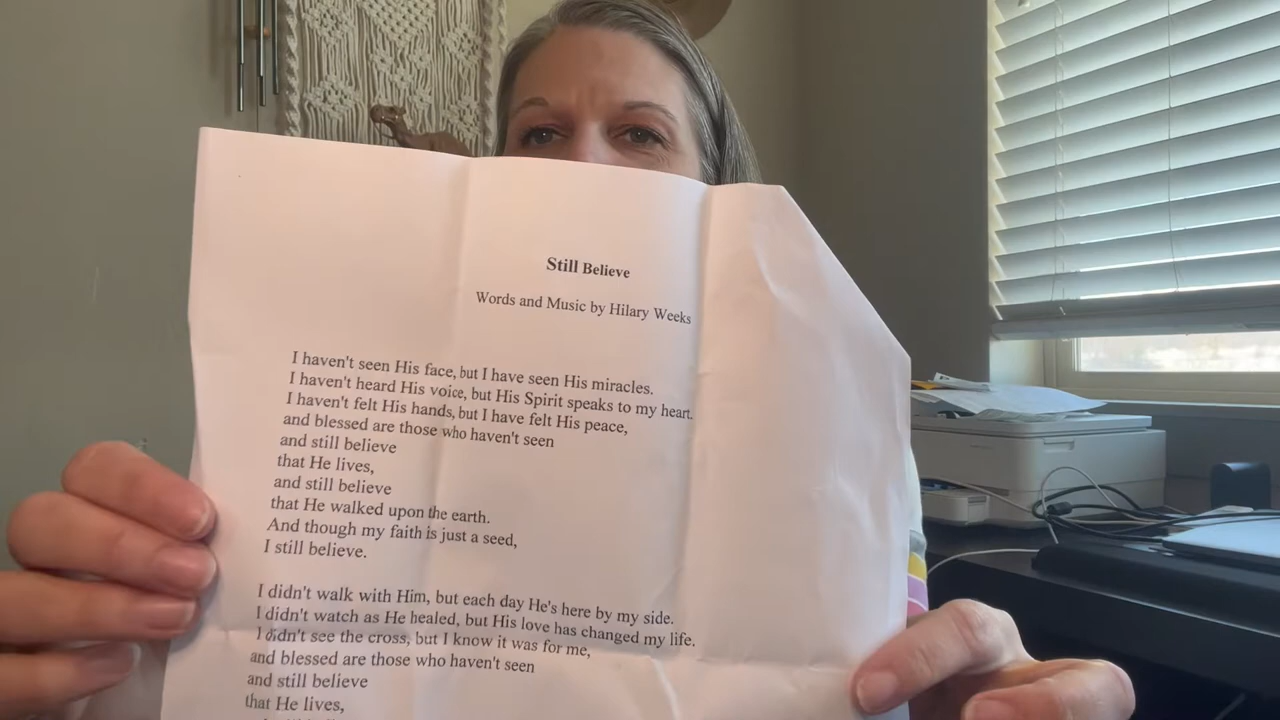 Still Believe
Words and Music by Hilary Weeks
I haven't seen His face, but I have seen His miracles.
I haven't heard His voice, but His Spirit speaks to my heart.
I haven't felt His hands, but I have felt His peace,
and blessed are those who haven't seen
and still believe
that He lives,
and still believe
that He walked upon the earth.
And though my faith is just a seed,
I still believe.
I didn't walk with Him, but each day He's here by my side.
I didn't watch as He healed, but His love has changed my life.
I didn't see the cross, but I know it was for me,
and blessed are those who haven't seen
and still believe
that He lives,